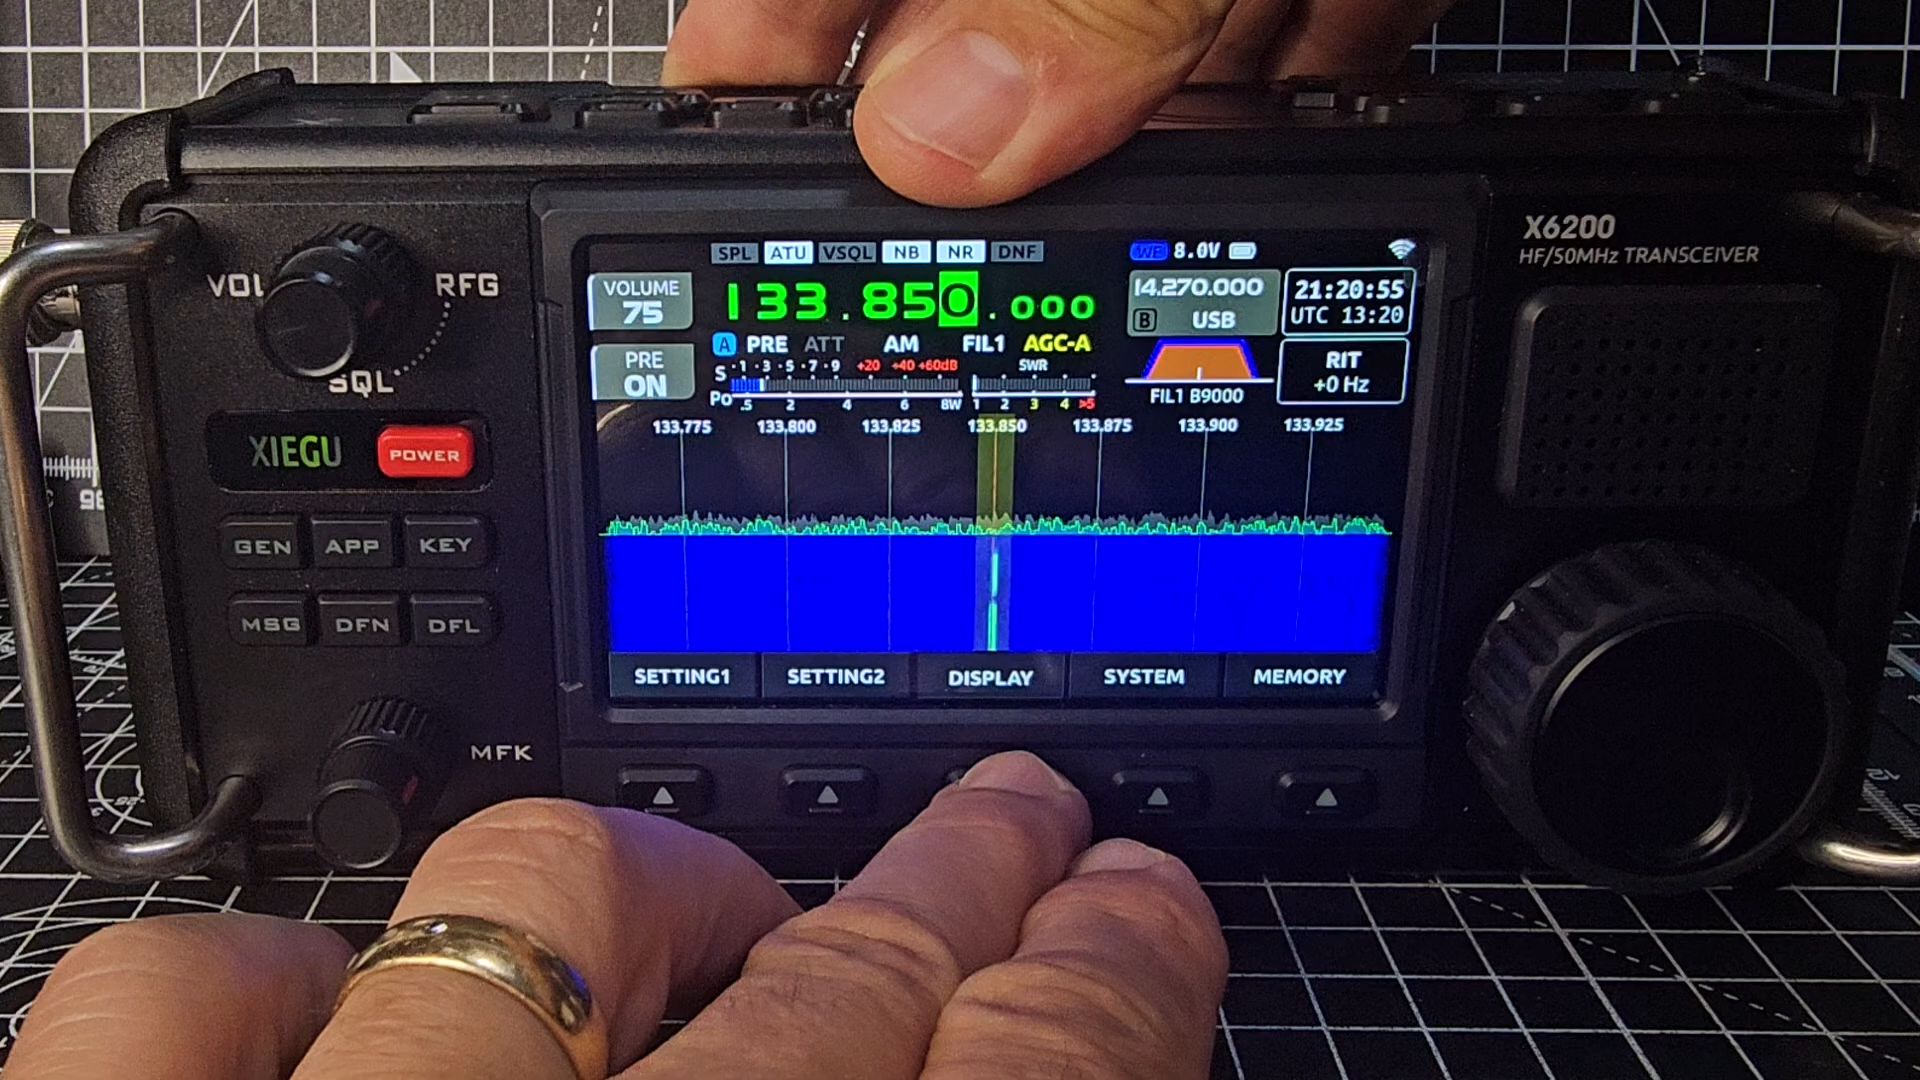 SPL ATU VSQL NB NR DNF
8.0V
VOLUME
75
133.850.000
14.270.000
B USB
21:20:55
UTC 13:20
PRE
ON
A PRE ATT AM FIL1 AGC-A
S 1 3 5 7 9 +20 +40 +60dB SWR
Po .5 2 4 6 8W 1 2 3 4 >5
FIL1 B9000
RIT
+0 Hz
133.775 133.800 133.825 133.850 133.875 133.900 133.925
SETTING1 SETTING2 DISPLAY SYSTEM MEMORY
X6200
HF/50MHz TRANSCEIVER
RFG
SQL
XIEGU POWER
GEN APP KEY
MSG DFN DFL
MFK